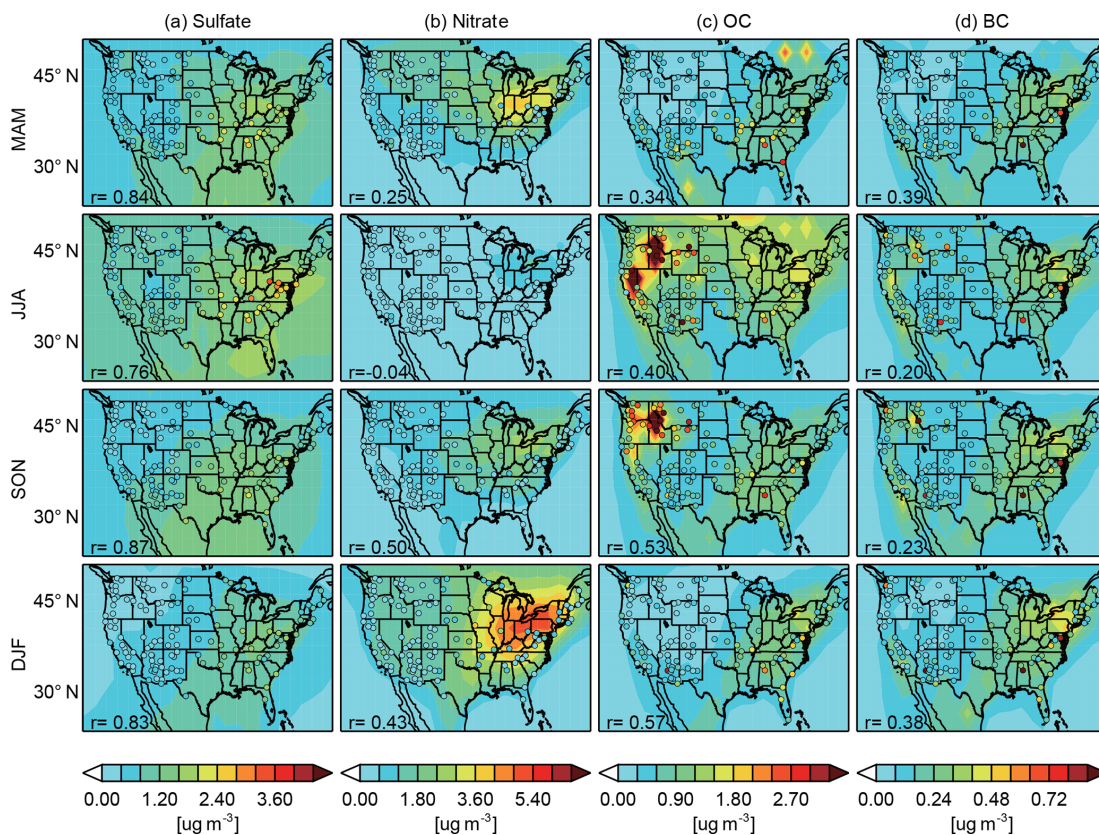 (a) Sulfate (b) Nitrate (c) OC (d) BC
MAM
45° N
30° N
r= 0.84 r= 0.25 r= 0.34 r= 0.39
JJA
45° N
30° N
r= 0.76 r=-0.04 r= 0.40 r= 0.20
SON
45° N
30° N
r= 0.87 r= 0.50 r= 0.53 r= 0.23
DJF
45° N
30° N
r= 0.83 r= 0.43 r= 0.57 r= 0.38
0.00 1.20 2.40 3.60 0.00 1.80 3.60 5.40 0.00 0.90 1.80 2.70 0.00 0.24 0.48 0.72
[ug m-3] [ug m-3] [ug m-3] [ug m-3]